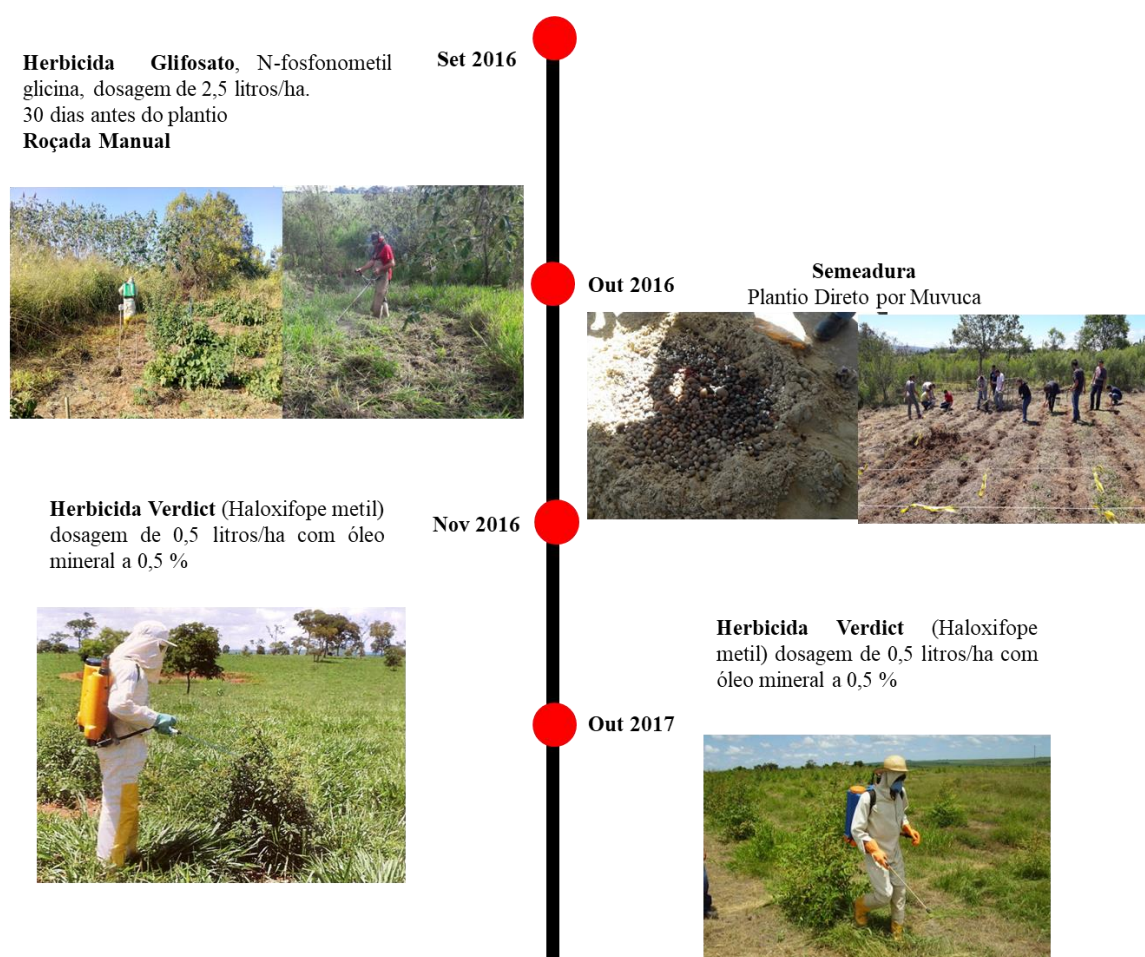 Herbicida Glifosato, N-fosfonometil
glicina, dosagem de 2,5 litros/ha.
30 dias antes do plantio
Roçada Manual
Set 2016
Out 2016
Semeadura
Plantio Direto por Muvuca
Herbicida Verdict (Haloxifope metil)
dosagem de 0,5 litros/ha com óleo
mineral a 0,5 %
Nov 2016
Herbicida Verdict (Haloxifope
metil) dosagem de 0,5 litros/ha com
óleo mineral a 0,5 %
Out 2017